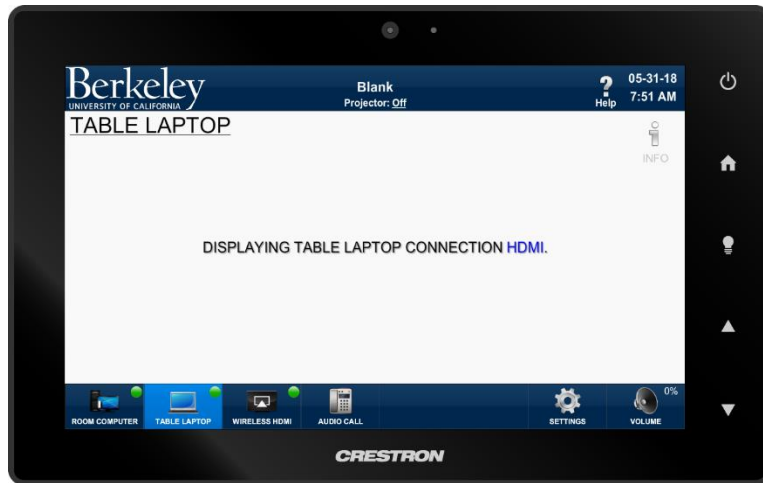 Berkeley
UNIVERSITY OF CALIFORNIA
Blank
Projector: Off
?
Help
05-31-18
7:51 AM
TABLE LAPTOP
INFO
DISPLAYING TABLE LAPTOP CONNECTION HDMI.
ROOM COMPUTER
TABLE LAPTOP
WIRELESS HDMI
AUDIO CALL
SETTINGS
0%
VOLUME
CRESTRON